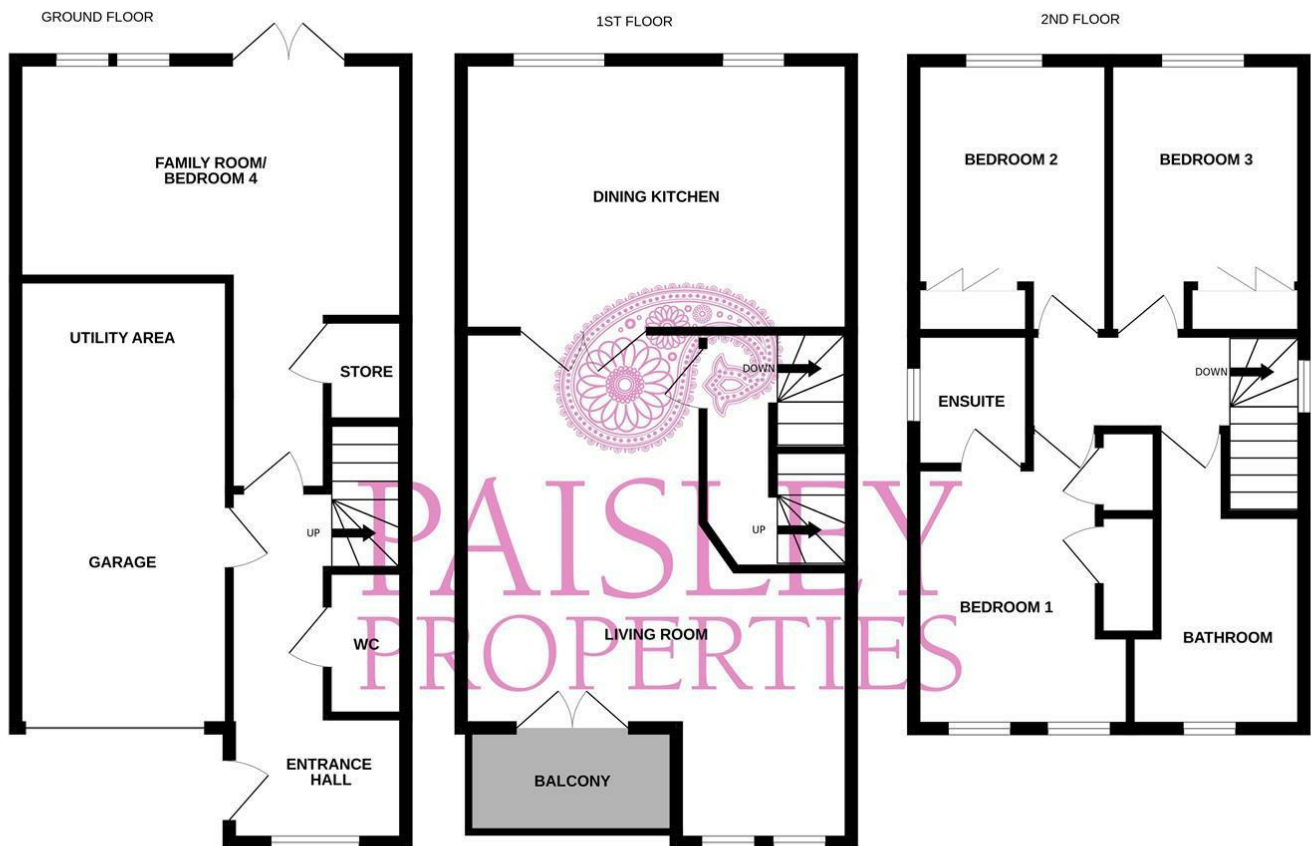 GROUND FLOOR
FAMILY ROOM/
BEDROOM 4
UTILITY AREA
STORE
UP
GARAGE
WC
ENTRANCE
HALL
1ST FLOOR
DINING KITCHEN
DOWN
UP
LIVING ROOM
BALCONY
2ND FLOOR
BEDROOM 2
BEDROOM 3
DOWN
ENSUITE
BEDROOM 1
BATHROOM
PAISLEY
PROPERTIES